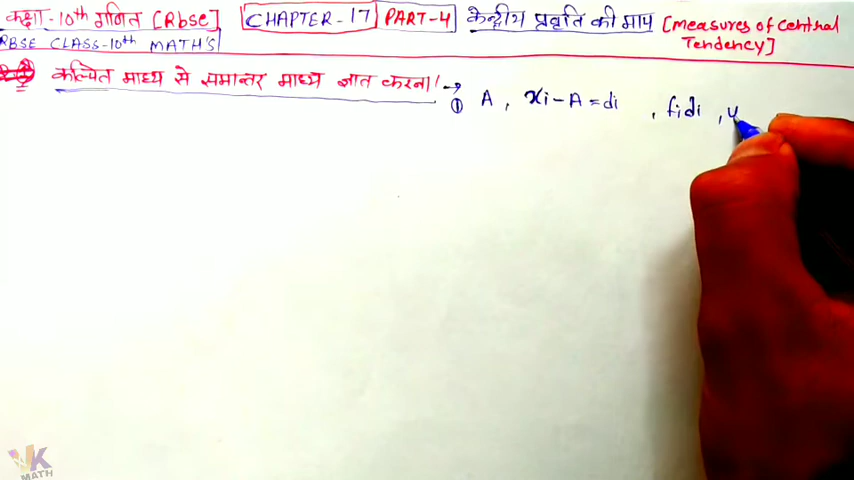 कक्षा-10th गणित [Rbse] CHAPTER-17 PART-4 केन्द्रीय प्रवृति की माप [Measures of Central Tendency]
RBSE CLASS-10th MATH'S
कल्पित माध्य से समान्तर माध्य ज्ञात करना। →
① A, xi-A=di, fidi,
VK
MATH